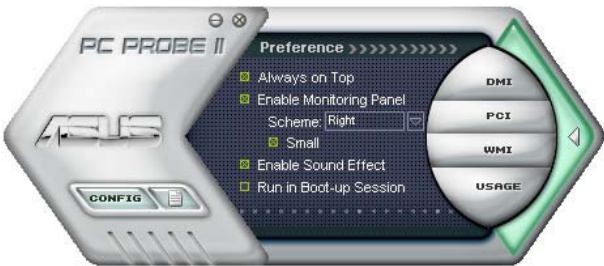 PC PROBE II
ASUS
CONFIG
Preference >>>>>>>>>>>
Always on Top
Enable Monitoring Panel
Scheme: Right
Small
Enable Sound Effect
Run in Boot-up Session
DMI
PCI
WMI
USAGE